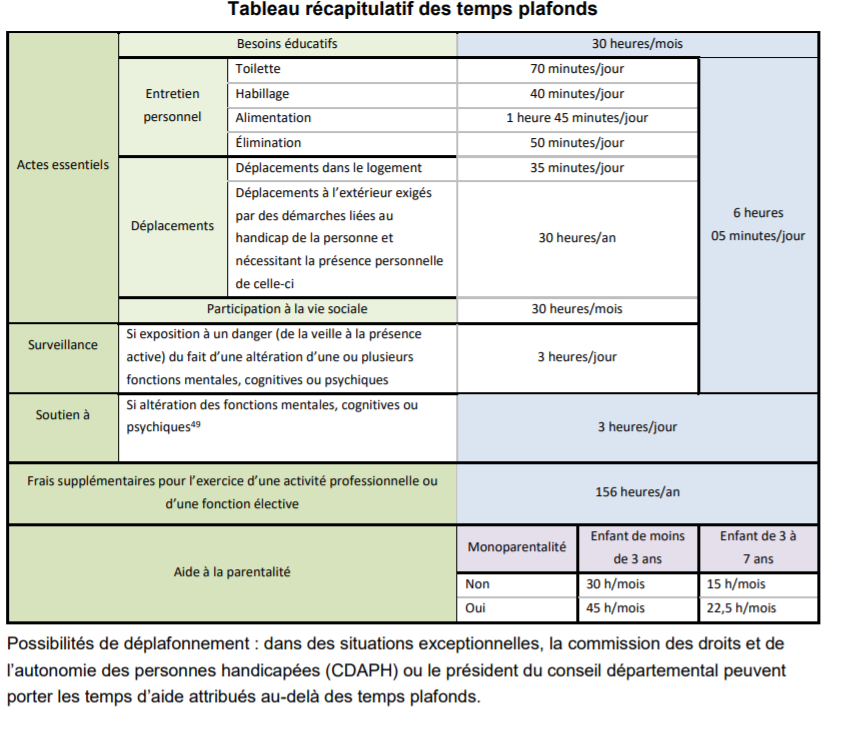 Tableau récapitulatif des temps plafonds
Besoins éducatifs
30 heures/mois
Actes essentiels
Entretien
personnel
Toilette
70 minutes/jour
Habillage
40 minutes/jour
Alimentation
1 heure 45 minutes/jour
Élimination
50 minutes/jour
Déplacements
Déplacements dans le logement
35 minutes/jour
Déplacements à l’extérieur exigés
par des démarches liées au
handicap de la personne et
nécessitant la présence personnelle
de celle-ci
30 heures/an
6 heures
05 minutes/jour
Participation à la vie sociale
30 heures/mois
Surveillance
Si exposition à un danger (de la veille à la présence
active) du fait d’une altération d’une ou plusieurs
fonctions mentales, cognitives ou psychiques
3 heures/jour
Soutien à
Si altération des fonctions mentales, cognitives ou
psychiques⁴⁹
3 heures/jour
Frais supplémentaires pour l’exercice d’une activité professionnelle ou
d’une fonction élective
156 heures/an
Aide à la parentalité
Monoparentalité
Enfant de moins
de 3 ans
Enfant de 3 à
7 ans
Non
30 h/mois
15 h/mois
Oui
45 h/mois
22,5 h/mois
Possibilités de déplafonnement : dans des situations exceptionnelles, la commission des droits et de
l’autonomie des personnes handicapées (CDAPH) ou le président du conseil départemental peuvent
porter les temps d’aide attribués au-delà des temps plafonds.